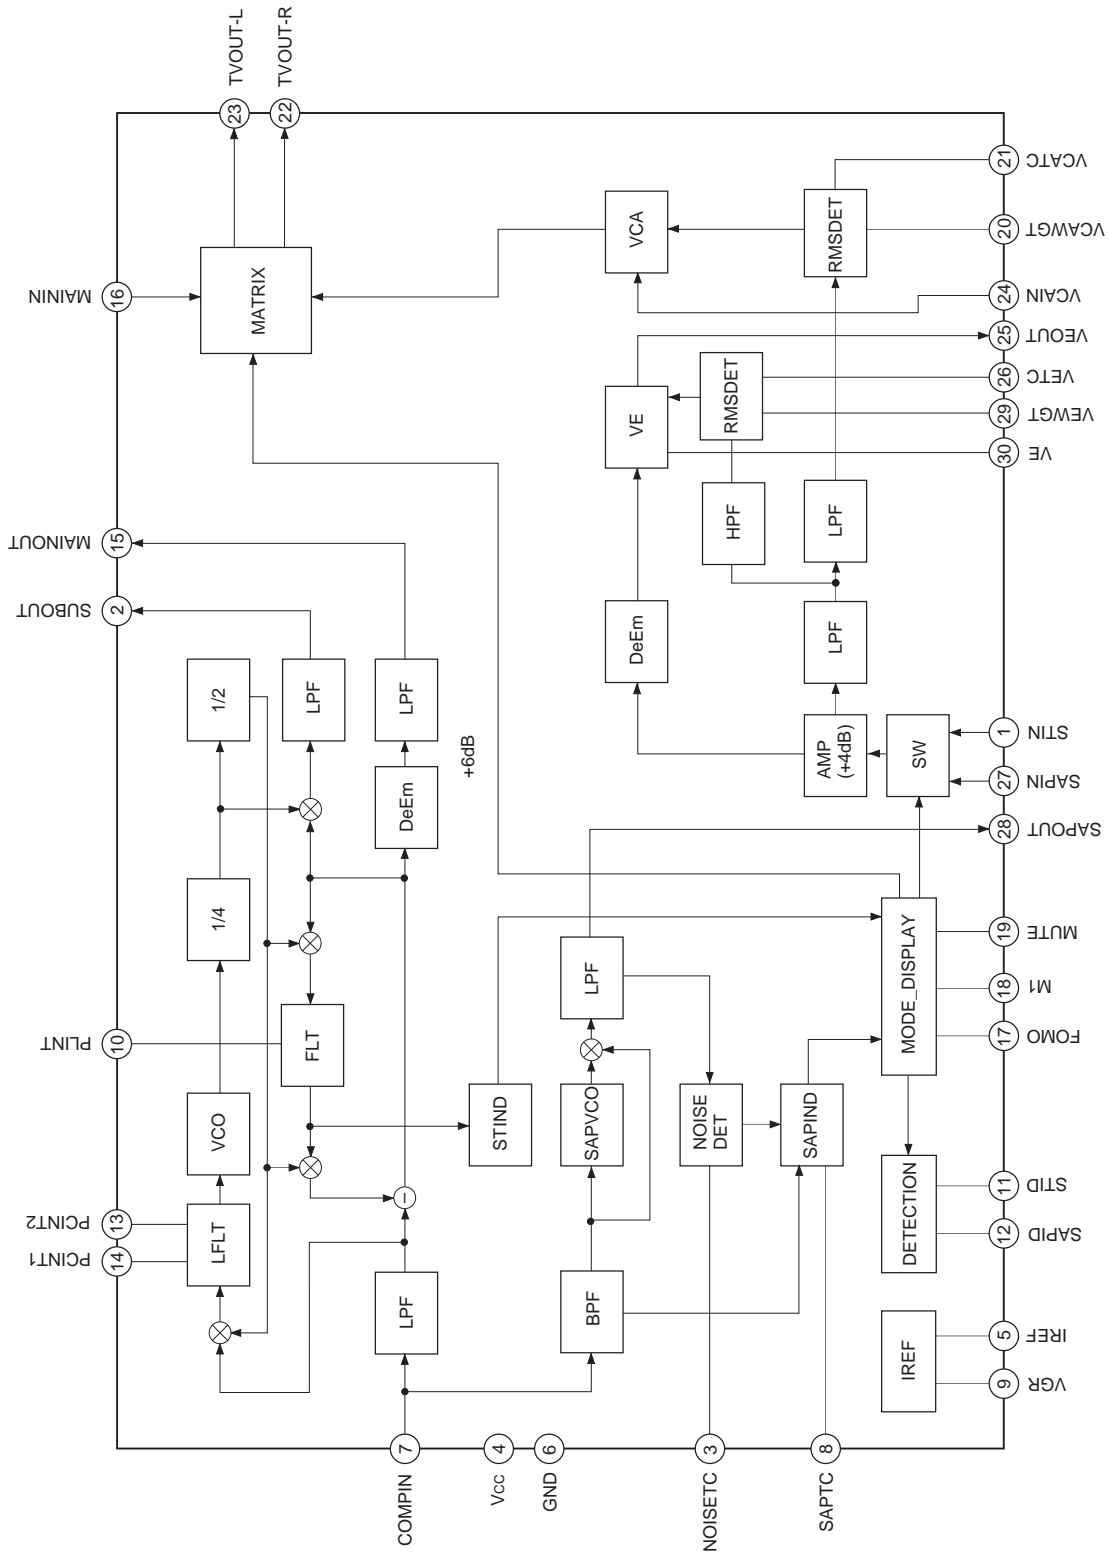 PCINT1
14
PCINT2
13
PLINT
10
SUBOUT
2
MAINOUT
15
MAININ
16
LFLT
VCO
1/4
1/2
FLT
LPF
LPF
–
DeEm
LPF
+6dB
MATRIX
23
TVOUT-L
22
TVOUT-R
COMPIN
7
VCC
4
GND
6
NOISETC
3
SAPTC
8
STIND
BPF
SAPVCO
LPF
NOISE
DET
SAPIND
IREF
DETECTION
MODE_DISPLAY
SW
AMP
(+4dB)
DeEm
LPF
HPF
LPF
VE
RMSDET
VCA
RMSDET
9
VGR
5
IREF
12
SAPID
11
STID
17
FOMO
18
M1
19
MUTE
28
SAPOUT
27
SAPIN
1
STIN
30
VE
29
VEWGT
26
VETC
25
VEOUT
24
VCAIN
20
VCAWGT
21
VCATC